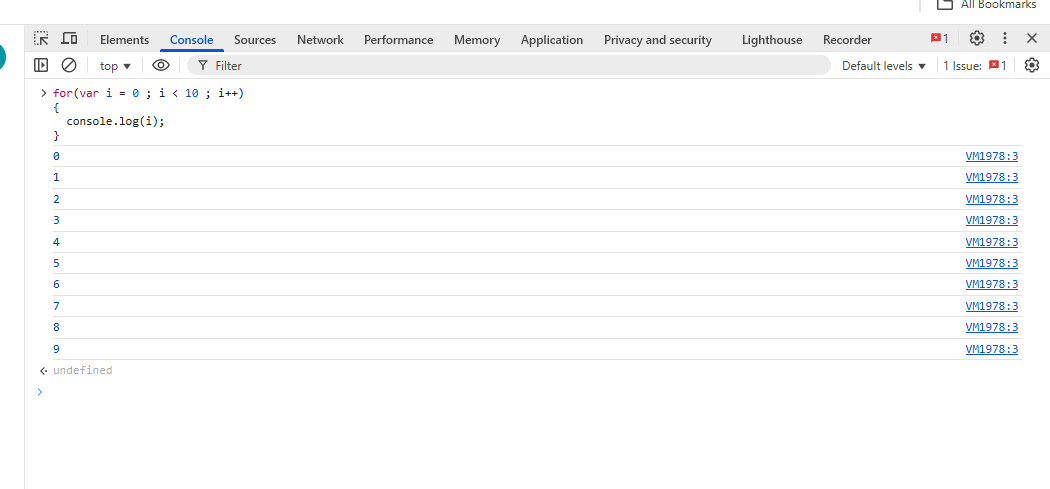 All Bookmarks
Elements Console Sources Network Performance Memory Application Privacy and security Lighthouse Recorder 1
top Filter Default levels 1 Issue: 1
for(var i = 0 ; i < 10 ; i++)
{
console.log(i);
}
0 VM1978:3
1 VM1978:3
2 VM1978:3
3 VM1978:3
4 VM1978:3
5 VM1978:3
6 VM1978:3
7 VM1978:3
8 VM1978:3
9 VM1978:3
undefined